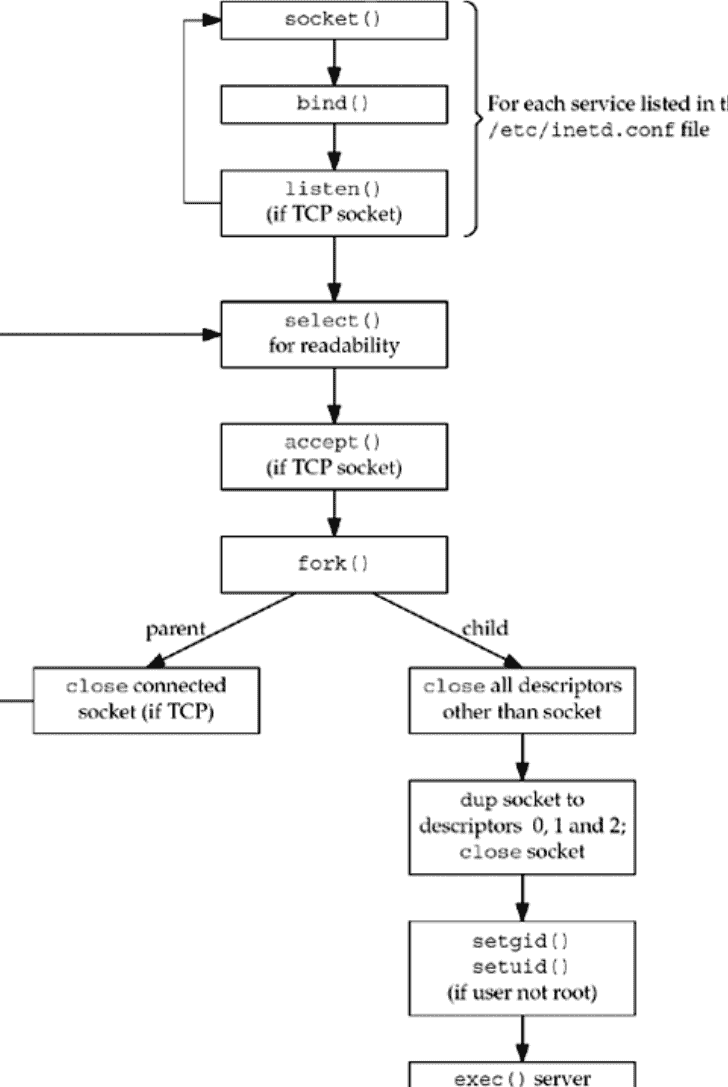 socket()
bind()
For each service listed in
/etc/inetd.conf file
listen()
(if TCP socket)
select()
for readability
accept()
(if TCP socket)
fork()
parent
child
close connected
socket (if TCP)
close all descriptors
other than socket
dup socket to
descriptors 0, 1 and 2;
close socket
setgid()
setuid()
(if user not root)
exec() server